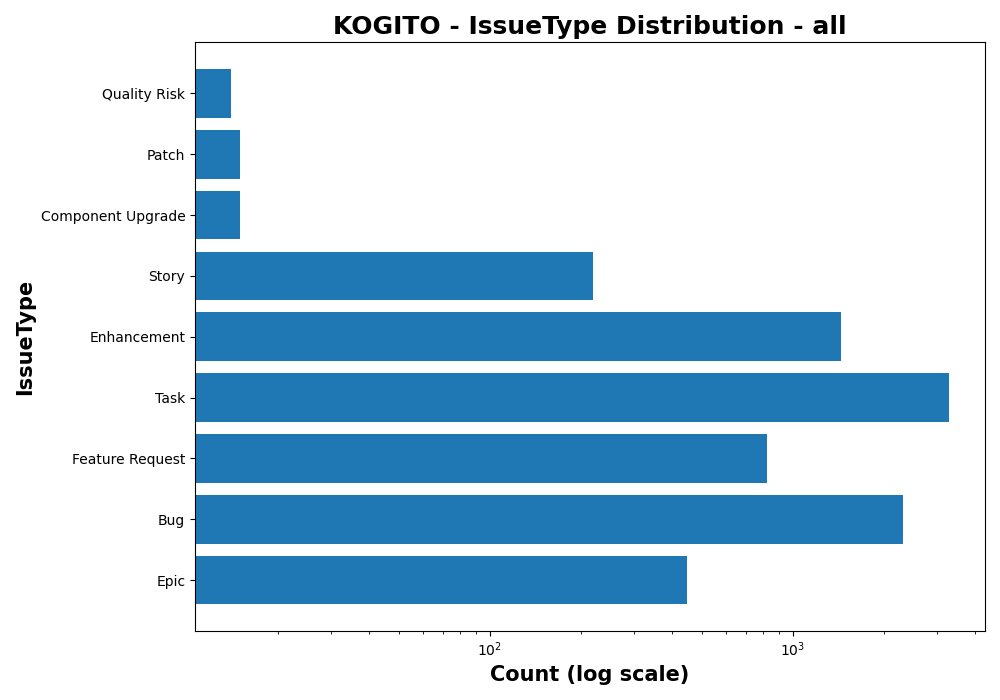 KOGITO - IssueType Distribution - all
Quality Risk
Patch
Component Upgrade
Story
Enhancement
Task
Feature Request
Bug
Epic
IssueType
10²
10³
Count (log scale)